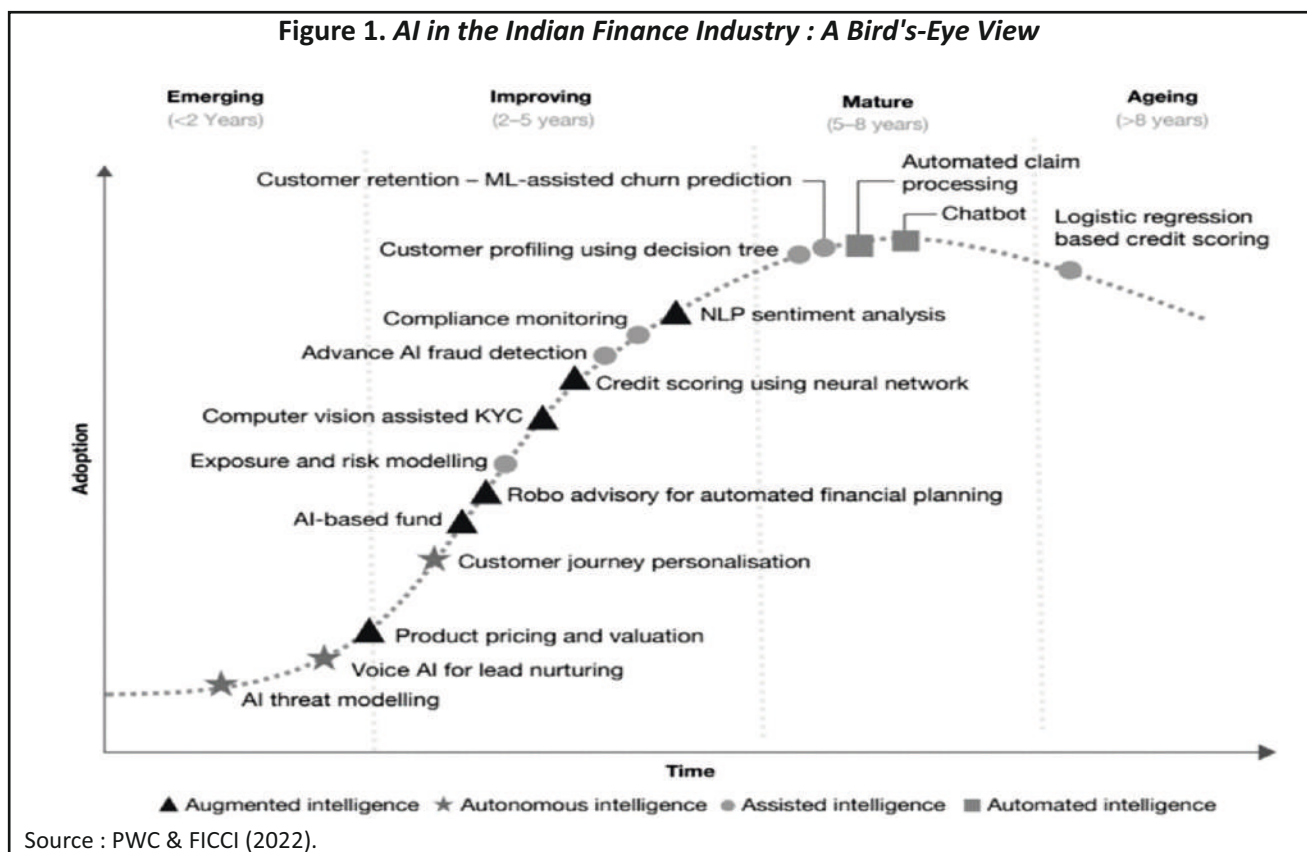 Figure 1. AI in the Indian Finance Industry : A Bird's-Eye View
Emerging
(<2 Years)
Improving
(2–5 years)
Mature
(5–8 years)
Ageing
(>8 years)
Customer retention – ML-assisted churn prediction
Automated claim
processing
Chatbot
Logistic regression
based credit scoring
Customer profiling using decision tree
Compliance monitoring
NLP sentiment analysis
Advance AI fraud detection
Credit scoring using neural network
Computer vision assisted KYC
Exposure and risk modelling
Robo advisory for automated financial planning
AI-based fund
Customer journey personalisation
Product pricing and valuation
Voice AI for lead nurturing
AI threat modelling
Adoption
Time
Augmented intelligence
Autonomous intelligence
Assisted intelligence
Automated intelligence
Source : PWC & FICCI (2022).